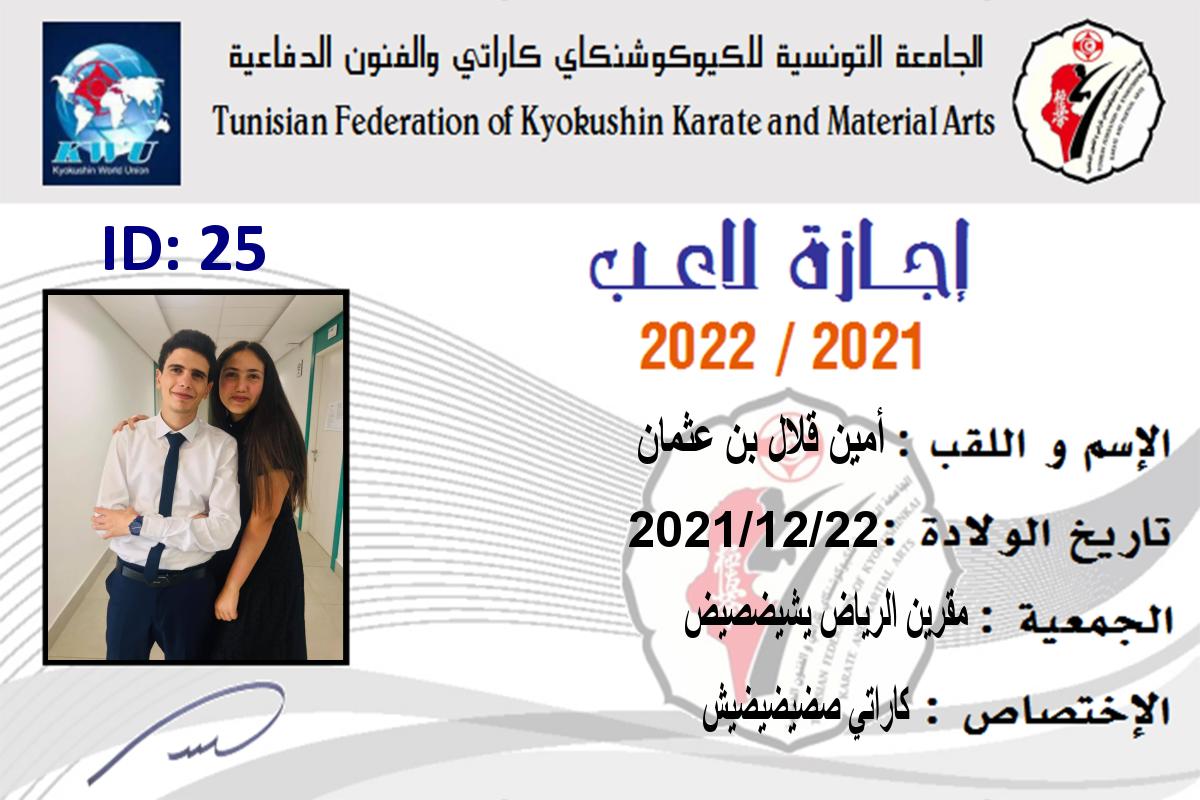 الجامعة التونسية للكيوكوشنكاي كاراتي والفنون الدفاعية
Tunisian Federation of Kyokushin Karate and Material Arts
KWU
Kyokushin World Union
ID: 25
إجازة لاعب
2022 / 2021
الإسم و اللقب : أمين قلال بن عثمان
تاريخ الولادة : 2021/12/22
الجمعية : مقرين الرياض يشيضصيض
الإختصاص : كاراتي صضيضيضيش